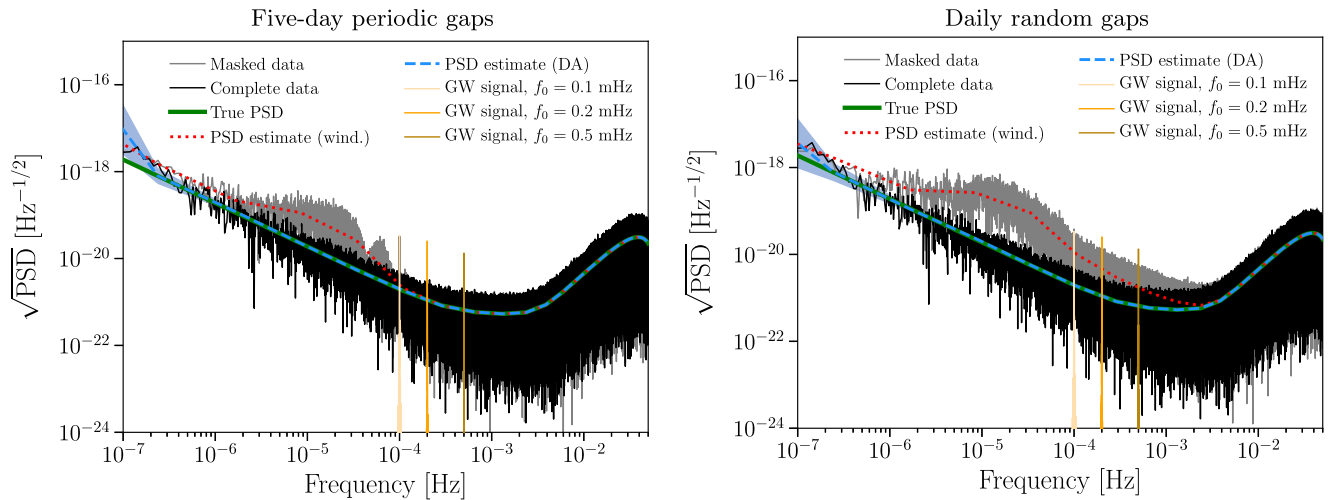 Five-day periodic gaps
Masked data
Complete data
True PSD
PSD estimate (wind.)
PSD estimate (DA)
GW signal, f₀ = 0.1 mHz
GW signal, f₀ = 0.2 mHz
GW signal, f₀ = 0.5 mHz
√PSD [Hz⁻¹/²]
10⁻¹⁶
10⁻¹⁸
10⁻²⁰
10⁻²²
10⁻²⁴
10⁻⁷ 10⁻⁶ 10⁻⁵ 10⁻⁴ 10⁻³ 10⁻²
Frequency [Hz]
Daily random gaps
Masked data
Complete data
True PSD
PSD estimate (wind.)
PSD estimate (DA)
GW signal, f₀ = 0.1 mHz
GW signal, f₀ = 0.2 mHz
GW signal, f₀ = 0.5 mHz
√PSD [Hz⁻¹/²]
10⁻¹⁶
10⁻¹⁸
10⁻²⁰
10⁻²²
10⁻²⁴
10⁻⁷ 10⁻⁶ 10⁻⁵ 10⁻⁴ 10⁻³ 10⁻²
Frequency [Hz]